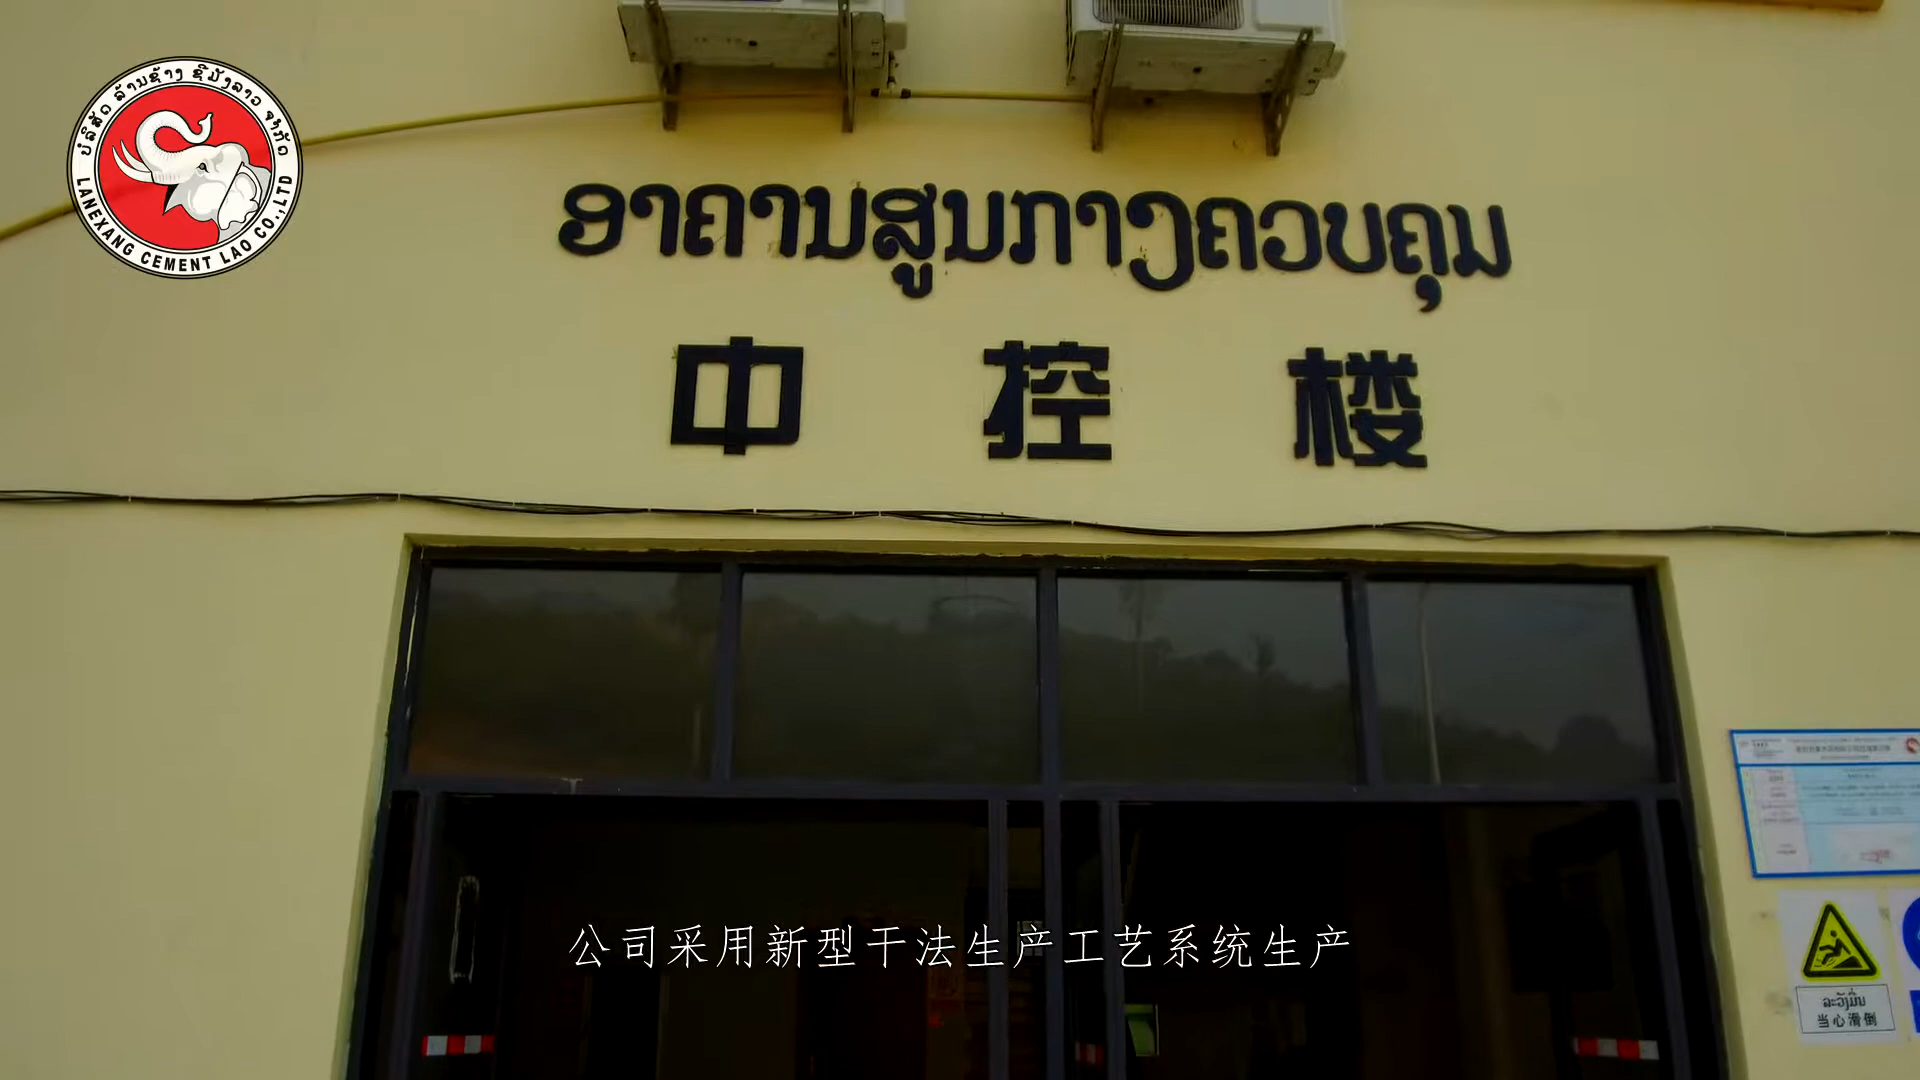 ບໍລິສັດ ລ້ານຊ້າງ ຊີມັງລາວ ຈຳກັດ
LANEXANG CEMENT LAO CO.,LTD
ອາຄານສູນກາງຄວບຄຸມ
中控楼
公司采用新型干法生产工艺系统生产
ລະວັງມື່ນ
当心滑倒